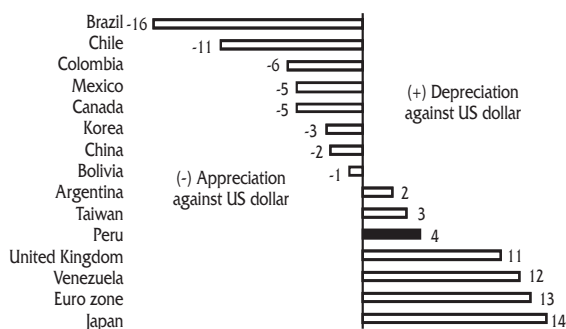 Brazil -16
Chile -11
Colombia -6
Mexico -5
Canada -5
(+) Depreciation
against US dollar
Korea -3
China -2
Bolivia -1
(-) Appreciation
against US dollar
Argentina 2
Taiwan 3
Peru 4
United Kingdom 11
Venezuela 12
Euro zone 13
Japan 14